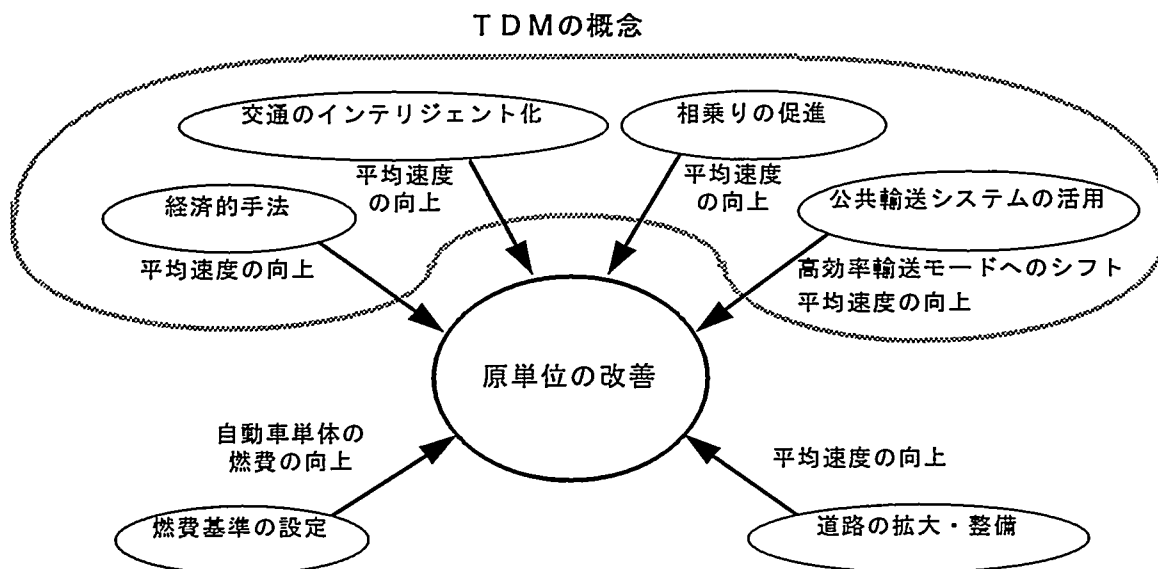 TDMの概念
交通のインテリジェント化
相乗りの促進
平均速度
の向上
平均速度
の向上
経済的手法
公共輸送システムの活用
平均速度の向上
高効率輸送モードへのシフト
平均速度の向上
原単位の改善
自動車単体の
燃費の向上
平均速度の向上
燃費基準の設定
道路の拡大・整備